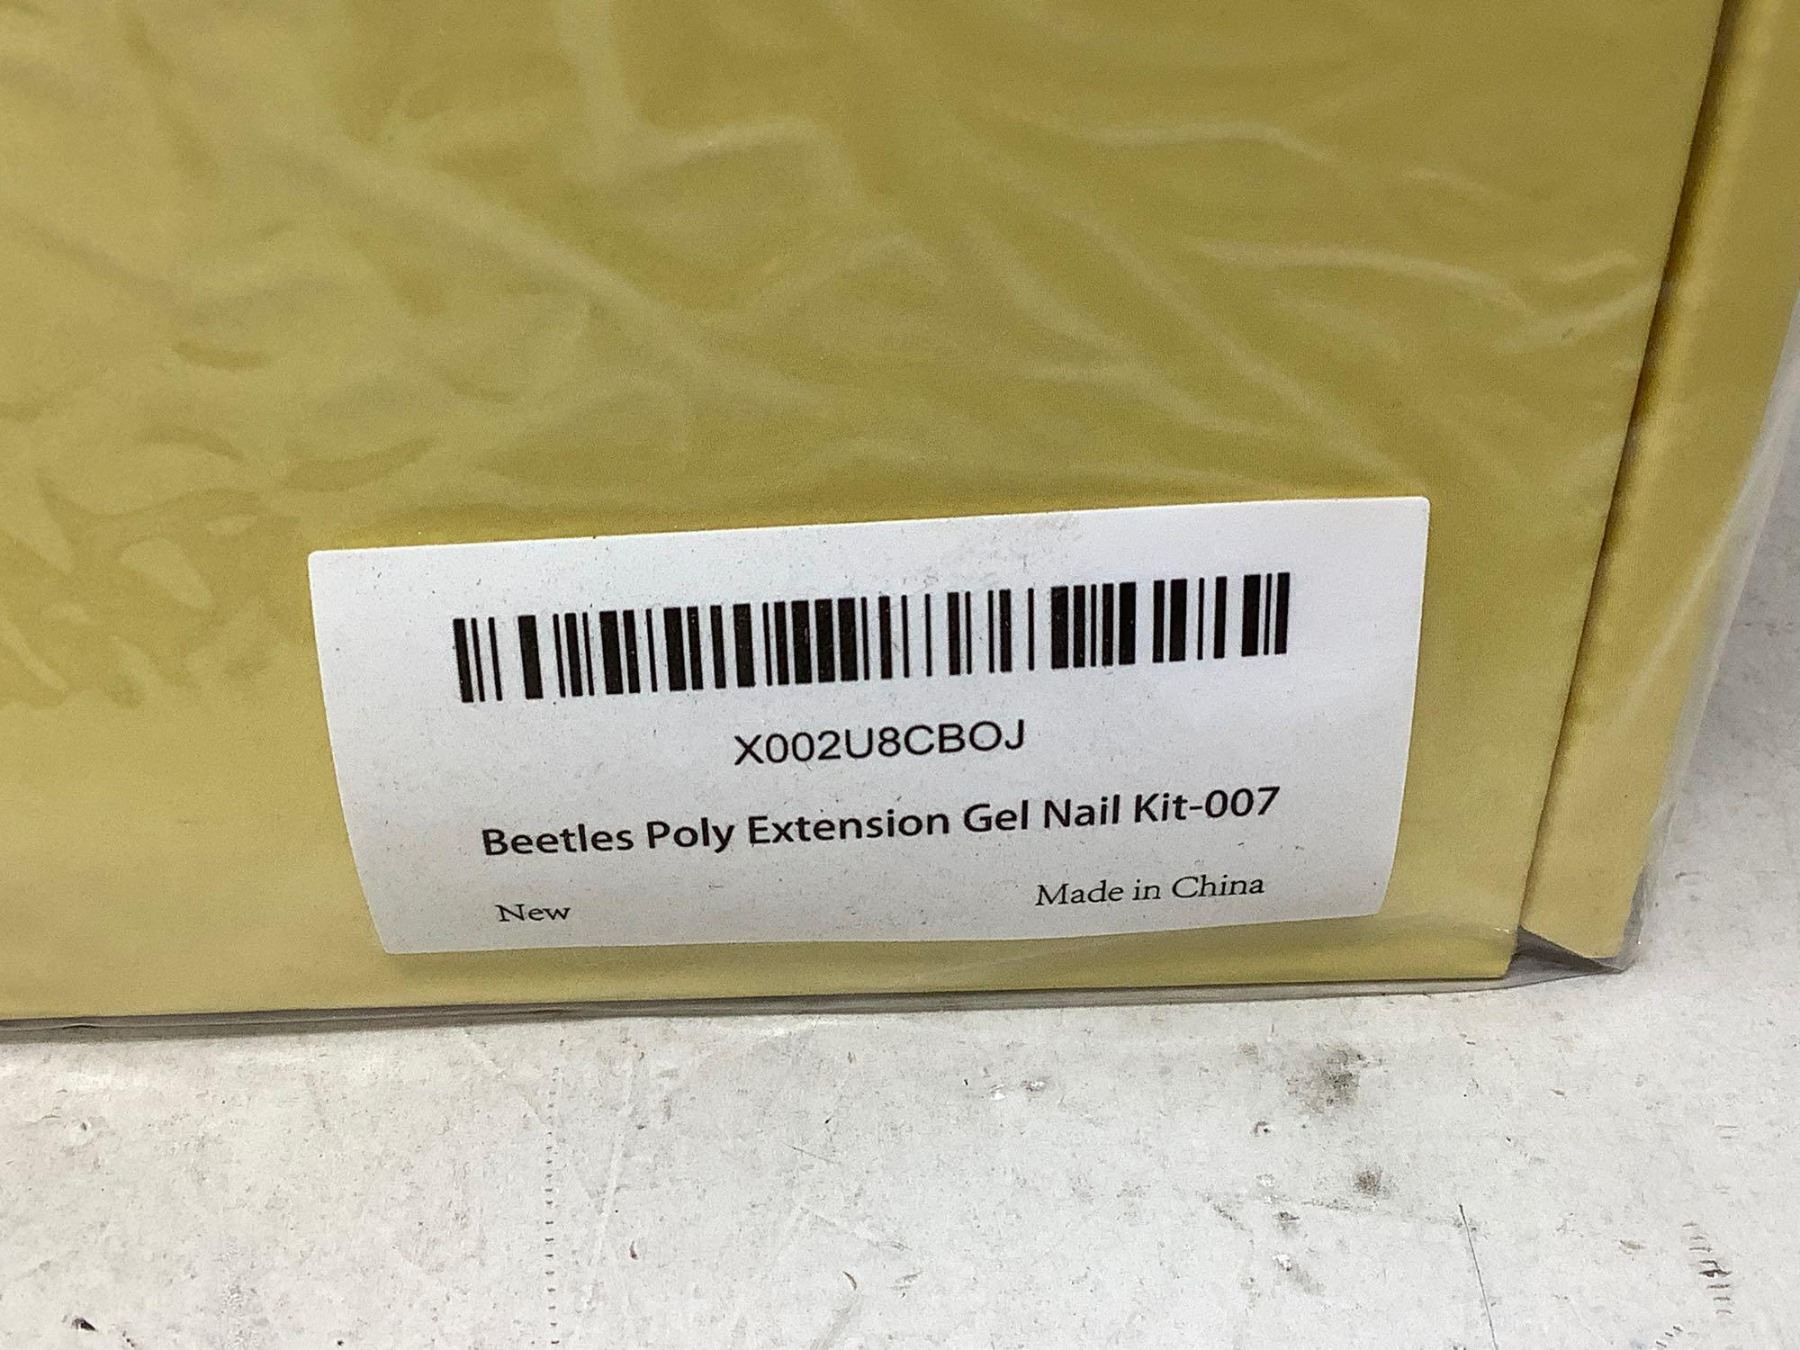 X002U8CBOJ
Beetles Poly Extension Gel Nail Kit-007
New
Made in China